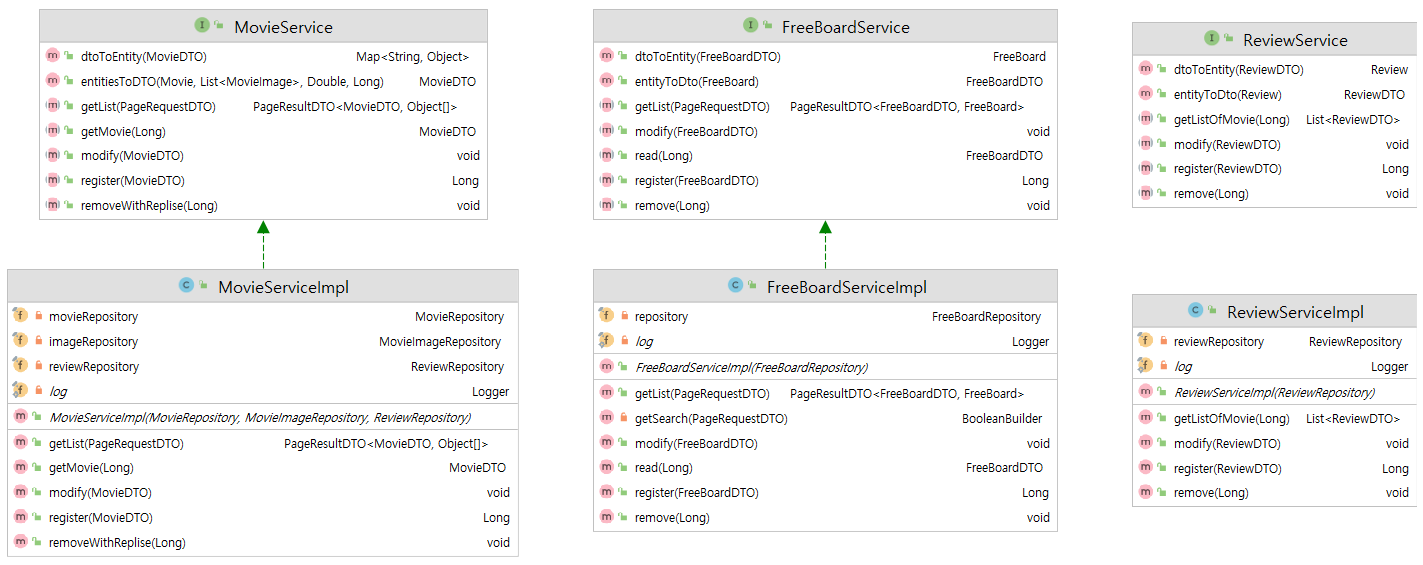 MovieService
dtoToEntity(MovieDTO) Map<String, Object>
entitiesToDTO(Movie, List<MovieImage>, Double, Long) MovieDTO
getList(PageRequestDTO) PageResultDTO<MovieDTO, Object[]>
getMovie(Long) MovieDTO
modify(MovieDTO) void
register(MovieDTO) Long
removeWithReplise(Long) void
MovieServiceImpl
movieRepository MovieRepository
imageRepository MovieImageRepository
reviewRepository ReviewRepository
log Logger
MovieServiceImpl(MovieRepository, MovieImageRepository, ReviewRepository)
getList(PageRequestDTO) PageResultDTO<MovieDTO, Object[]>
getMovie(Long) MovieDTO
modify(MovieDTO) void
register(MovieDTO) Long
removeWithReplise(Long) void
FreeBoardService
dtoToEntity(FreeBoardDTO) FreeBoard
entityToDto(FreeBoard) FreeBoardDTO
getList(PageRequestDTO) PageResultDTO<FreeBoardDTO, FreeBoard>
modify(FreeBoardDTO) void
read(Long) FreeBoardDTO
register(FreeBoardDTO) Long
remove(Long) void
FreeBoardServiceImpl
repository FreeBoardRepository
log Logger
FreeBoardServiceImpl(FreeBoardRepository)
getList(PageRequestDTO) PageResultDTO<FreeBoardDTO, FreeBoard>
getSearch(PageRequestDTO) BooleanBuilder
modify(FreeBoardDTO) void
read(Long) FreeBoardDTO
register(FreeBoardDTO) Long
remove(Long) void
ReviewService
dtoToEntity(ReviewDTO) Review
entityToDto(Review) ReviewDTO
getListOfMovie(Long) List<ReviewDTO>
modify(ReviewDTO) void
register(ReviewDTO) Long
remove(Long) void
ReviewServiceImpl
reviewRepository ReviewRepository
log Logger
ReviewServiceImpl(ReviewRepository)
getListOfMovie(Long) List<ReviewDTO>
modify(ReviewDTO) void
register(ReviewDTO) Long
remove(Long) void